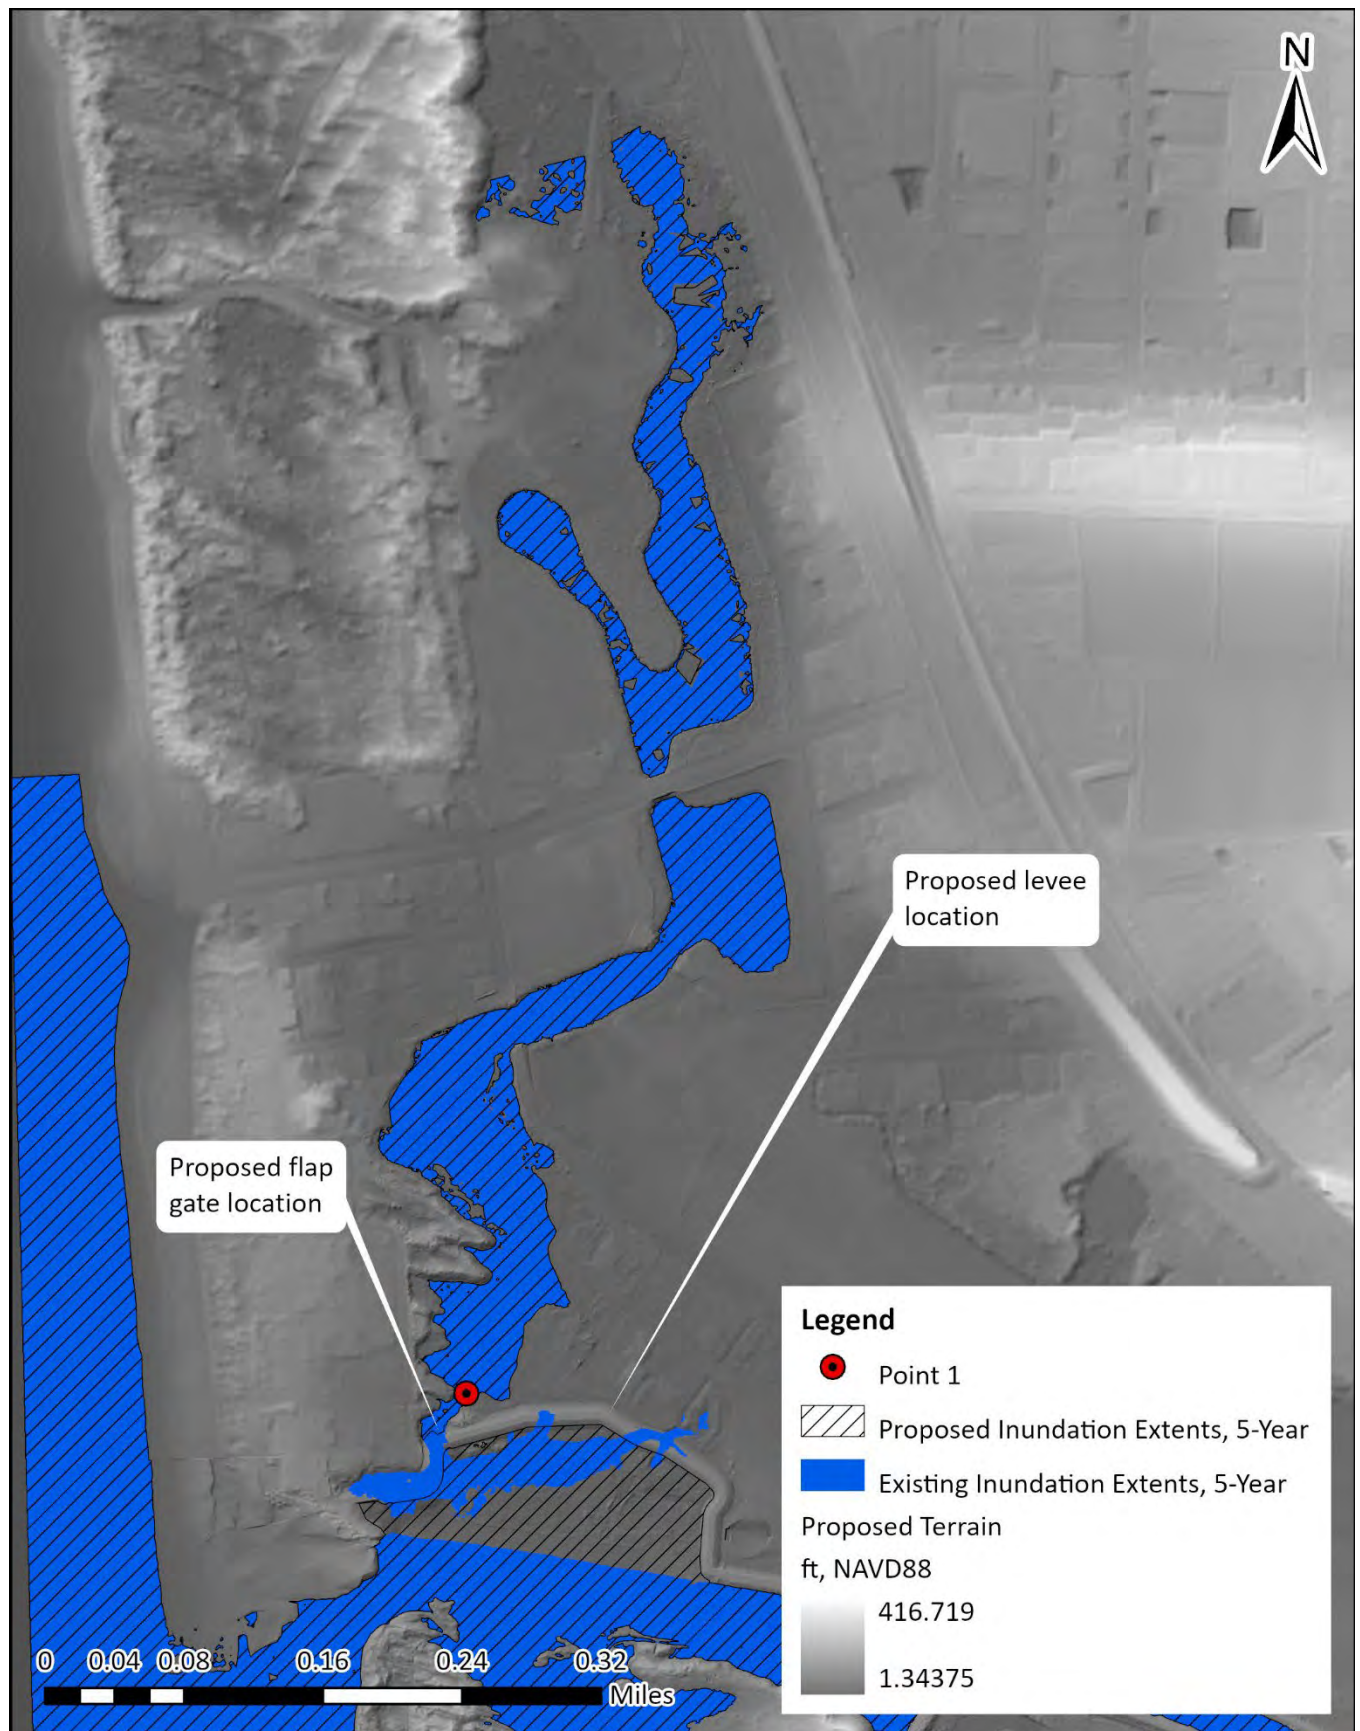 N
Proposed levee
location
Proposed flap
gate location
Legend
Point 1
Proposed Inundation Extents, 5-Year
Existing Inundation Extents, 5-Year
Proposed Terrain
ft, NAVD88
416.719
1.34375
0 0.04 0.08 0.16 0.24 0.32
Miles